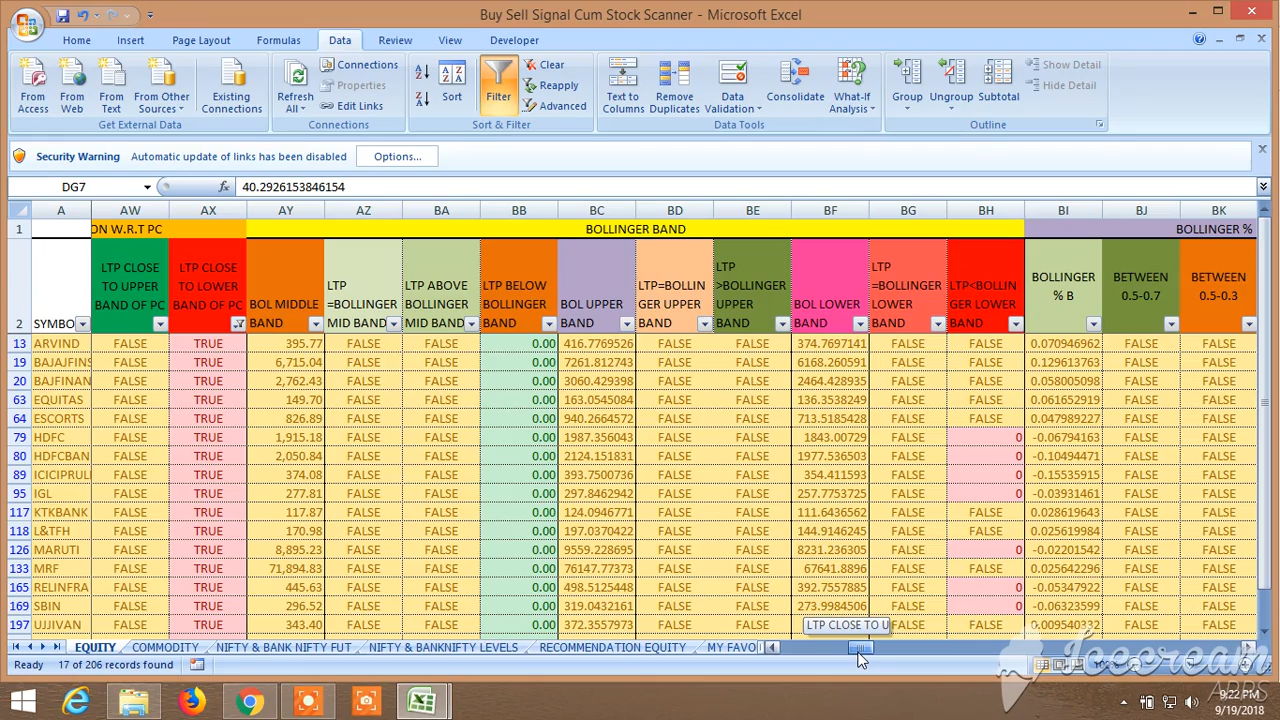 Buy Sell Signal Cum Stock Scanner - Microsoft Excel
Home Insert Page Layout Formulas Data Review View Developer
From Access From Web From Text From Other Sources Existing Connections Refresh All Connections Properties Edit Links Sort Filter Clear Reapply Advanced Text to Columns Remove Duplicates Data Validation Consolidate What-If Analysis Group Ungroup Subtotal Show Detail Hide Detail
Get External Data Connections Sort & Filter Data Tools Outline
Security Warning Automatic update of links has been disabled Options...
DG7 fx 40.2926153846154
A AW AX AY AZ BA BB BC BD BE BF BG BH BI BJ BK
1 ON W.R.T PC BOLLINGER BAND BOLLINGER %
2 SYMBO LTP CLOSE TO UPPER BAND OF PC LTP CLOSE TO LOWER BAND OF PC BOL MIDDLE BAND LTP =BOLLINGER MID BAND LTP ABOVE BOLLINGER MID BAND LTP BELOW BOLLINGER BAND BOL UPPER BAND LTP=BOLLIN GER UPPER BAND LTP >BOLLINGER UPPER BAND BOL LOWER BAND LTP =BOLLINGER LOWER BAND LTP<BOLLIN GER LOWER BAND BOLLINGER % B BETWEEN 0.5-0.7 BETWEEN 0.5-0.3
13 ARVIND FALSE TRUE 395.77 FALSE FALSE 0.00 416.7769526 FALSE FALSE 374.7697141 FALSE FALSE 0.070946962 FALSE FALSE
19 BAJAJFINS FALSE TRUE 6,715.04 FALSE FALSE 0.00 7261.812743 FALSE FALSE 6168.260591 FALSE FALSE 0.129613763 FALSE FALSE
20 BAJFINAN FALSE TRUE 2,762.43 FALSE FALSE 0.00 3060.429398 FALSE FALSE 2464.428935 FALSE FALSE 0.058005098 FALSE FALSE
63 EQUITAS FALSE TRUE 149.70 FALSE FALSE 0.00 163.0545084 FALSE FALSE 136.3538249 FALSE FALSE 0.061652919 FALSE FALSE
64 ESCORTS FALSE TRUE 826.89 FALSE FALSE 0.00 940.2664572 FALSE FALSE 713.5185428 FALSE FALSE 0.047989227 FALSE FALSE
79 HDFC FALSE TRUE 1,915.18 FALSE FALSE 0.00 1987.356043 FALSE FALSE 1843.00729 FALSE 0 -0.06794163 FALSE FALSE
80 HDFCBAN FALSE TRUE 2,050.84 FALSE FALSE 0.00 2124.151831 FALSE FALSE 1977.536503 FALSE 0 -0.10494471 FALSE FALSE
89 ICICIPRUL FALSE TRUE 374.08 FALSE FALSE 0.00 393.7500736 FALSE FALSE 354.411593 FALSE 0 -0.15535915 FALSE FALSE
95 IGL FALSE TRUE 277.81 FALSE FALSE 0.00 297.8462942 FALSE FALSE 257.7753725 FALSE 0 -0.03931461 FALSE FALSE
117 KTKBANK FALSE TRUE 117.87 FALSE FALSE 0.00 124.0946771 FALSE FALSE 111.6436562 FALSE FALSE 0.028619643 FALSE FALSE
118 L&TFH FALSE TRUE 170.98 FALSE FALSE 0.00 197.0370422 FALSE FALSE 144.9146245 FALSE FALSE 0.025619984 FALSE FALSE
126 MARUTI FALSE TRUE 8,895.23 FALSE FALSE 0.00 9559.228695 FALSE FALSE 8231.236305 FALSE 0 -0.02201542 FALSE FALSE
133 MRF FALSE TRUE 71,894.83 FALSE FALSE 0.00 76147.77373 FALSE FALSE 67641.8896 FALSE FALSE 0.025642296 FALSE FALSE
165 RELINFRA FALSE TRUE 445.63 FALSE FALSE 0.00 498.5125448 FALSE FALSE 392.7557885 FALSE 0 -0.05347922 FALSE FALSE
169 SBIN FALSE TRUE 296.52 FALSE FALSE 0.00 319.0432161 FALSE FALSE 273.9984506 FALSE 0 -0.06323599 FALSE FALSE
197 UJJIVAN FALSE TRUE 343.40 FALSE FALSE 0.00 372.3557973 FALSE FALSE LTP CLOSE TO U FALSE FALSE 0.009540332 FALSE FALSE
EQUITY COMMODITY NIFTY & BANK NIFTY FUT NIFTY & BANKNIFTY LEVELS RECOMMENDATION EQUITY MY FAVO
Ready 17 of 206 records found
Icecream
APPS
9:22 PM
9/19/2018